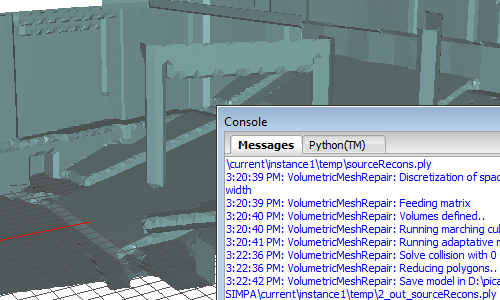 Console
Messages Python(TM)
\current\instance1\temp\sourceRecons.ply
3:20:39 PM: VolumetricMeshRepair: Discretization of
width
3:20:39 PM: VolumetricMeshRepair: Feeding matrix
3:20:40 PM: VolumetricMeshRepair: Volumes defined..
3:20:40 PM: VolumetricMeshRepair: Running marching
3:20:41 PM: VolumetricMeshRepair: Running adaptative
3:22:36 PM: VolumetricMeshRepair: Solve collision with 0
3:22:36 PM: VolumetricMeshRepair: Reducing polygons..
3:22:42 PM: VolumetricMeshRepair: Save model in
SIMPA\current\instance1\temp\2_out_sourceRecons.ply